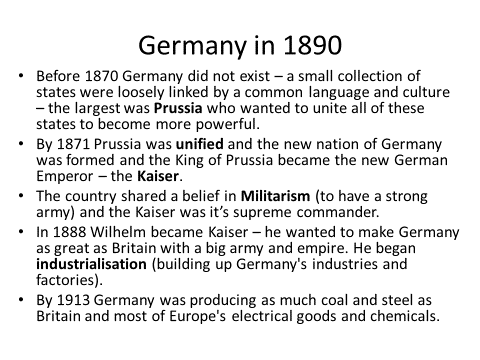 Germany in 1890
• Before 1870 Germany did not exist – a small collection of
states were loosely linked by a common language and culture
– the largest was Prussia who wanted to unite all of these
states to become more powerful.
• By 1871 Prussia was unified and the new nation of Germany
was formed and the King of Prussia became the new German
Emperor – the Kaiser.
• The country shared a belief in Militarism (to have a strong
army) and the Kaiser was it's supreme commander.
• In 1888 Wilhelm became Kaiser – he wanted to make Germany
as great as Britain with a big army and empire. He began
industrialisation (building up Germany's industries and
factories).
• By 1913 Germany was producing as much coal and steel as
Britain and most of Europe's electrical goods and chemicals.